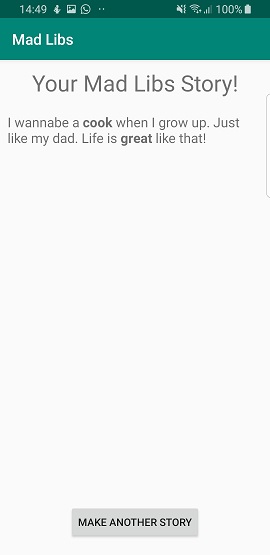 14:49 100%
Mad Libs
Your Mad Libs Story!
I wannabe a cook when I grow up. Just
like my dad. Life is great like that!
MAKE ANOTHER STORY